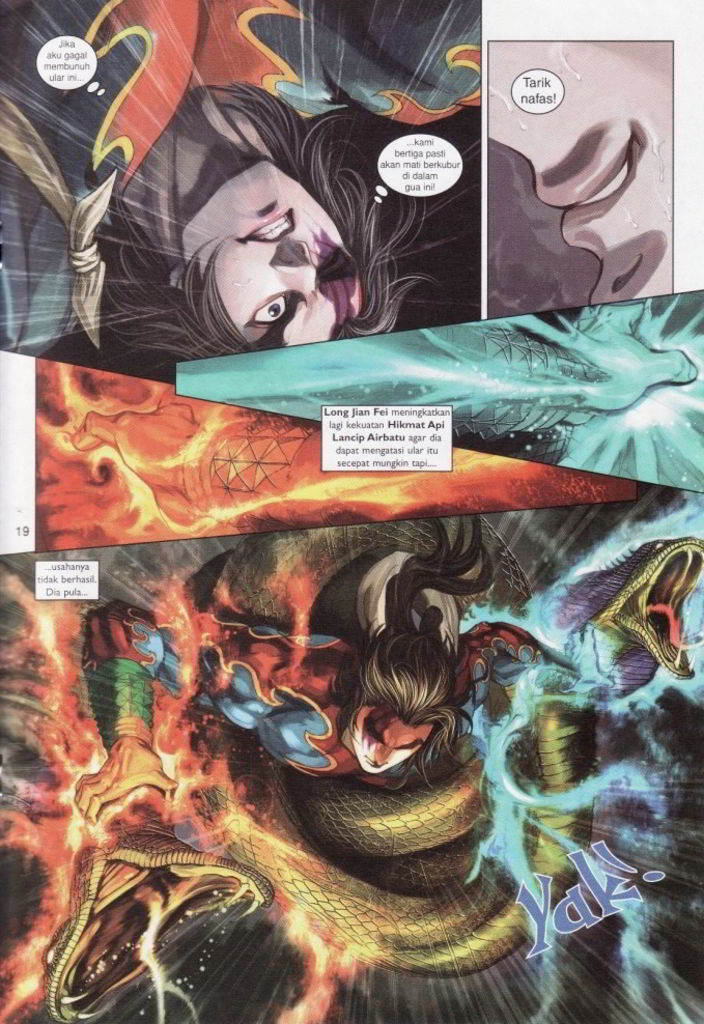 Jika
aku gagal
membunuh
ular ini...
...kami
bertiga pasti
akan mati berkubur
di dalam
gua ini!
Tarik
nafas!
Long Jian Fei meningkatkan
lagi kekuatan Hikmat Api
Lancip Airbatu agar dia
dapat mengatasi ular itu
secepat mungkin tapi....
19
...usahanya
tidak berhasil.
Dia pula...
Yak.